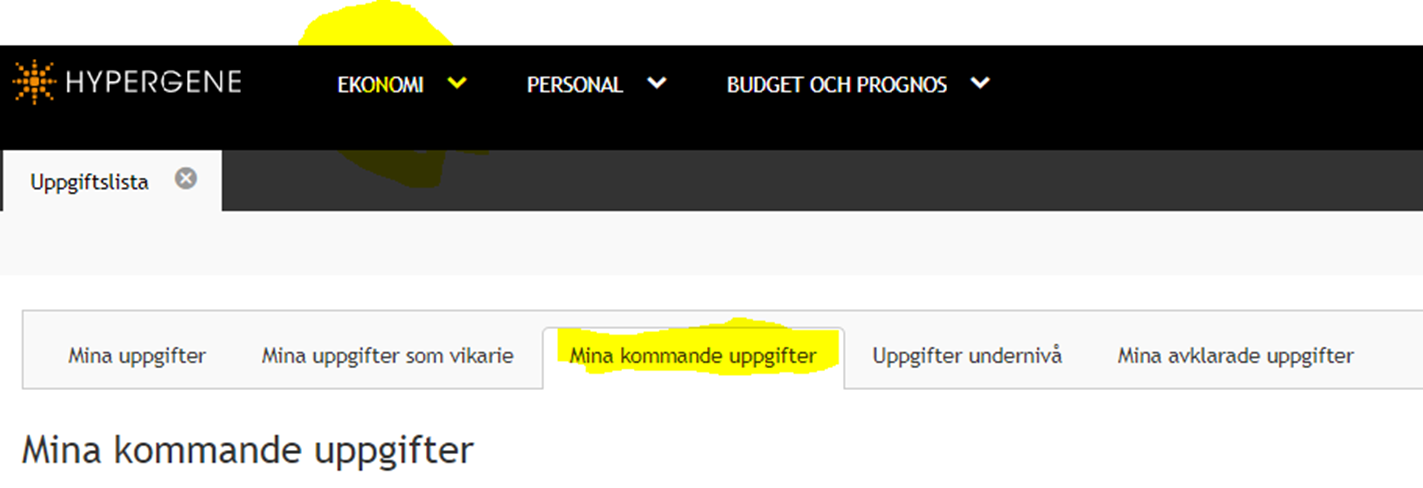 HYPERGENE EKONOMI PERSONAL BUDGET OCH PROGNOS
Uppgiftslista
Mina uppgifter Mina uppgifter som vikarie Mina kommande uppgifter Uppgifter undernivå Mina avklarade uppgifter
Mina kommande uppgifter